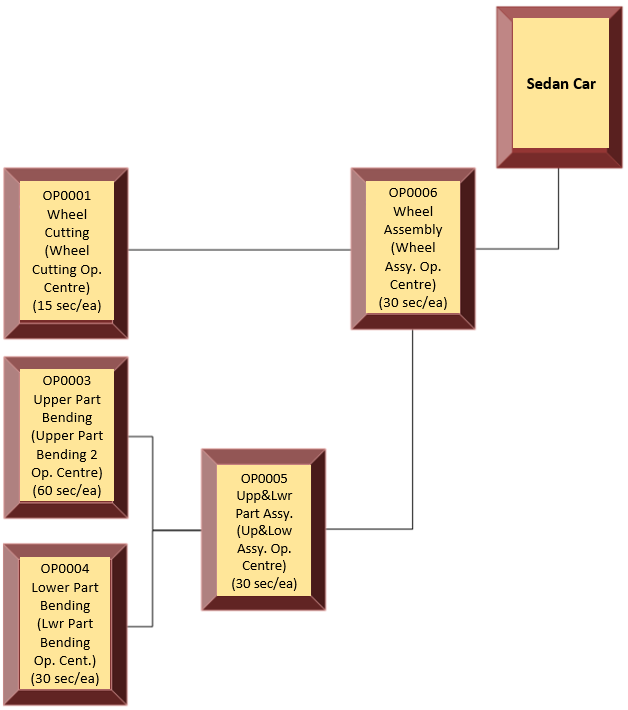 Sedan Car
OP0001
Wheel
Cutting
(Wheel
Cutting Op.
Centre)
(15 sec/ea)
OP0006
Wheel
Assembly
(Wheel
Assy. Op.
Centre)
(30 sec/ea)
OP0003
Upper Part
Bending
(Upper Part
Bending 2
Op. Centre)
(60 sec/ea)
OP0005
Upp&Lwr
Part Assy.
(Up&Low
Assy. Op.
Centre)
(30 sec/ea)
OP0004
Lower Part
Bending
(Lwr Part
Bending
Op. Cent.)
(30 sec/ea)